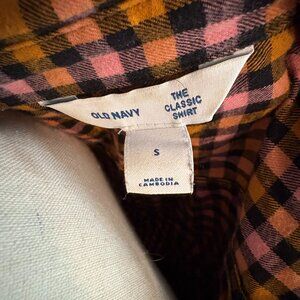 OLD NAVY
THE
CLASSIC
SHIRT
S
MADE IN
CAMBODIA